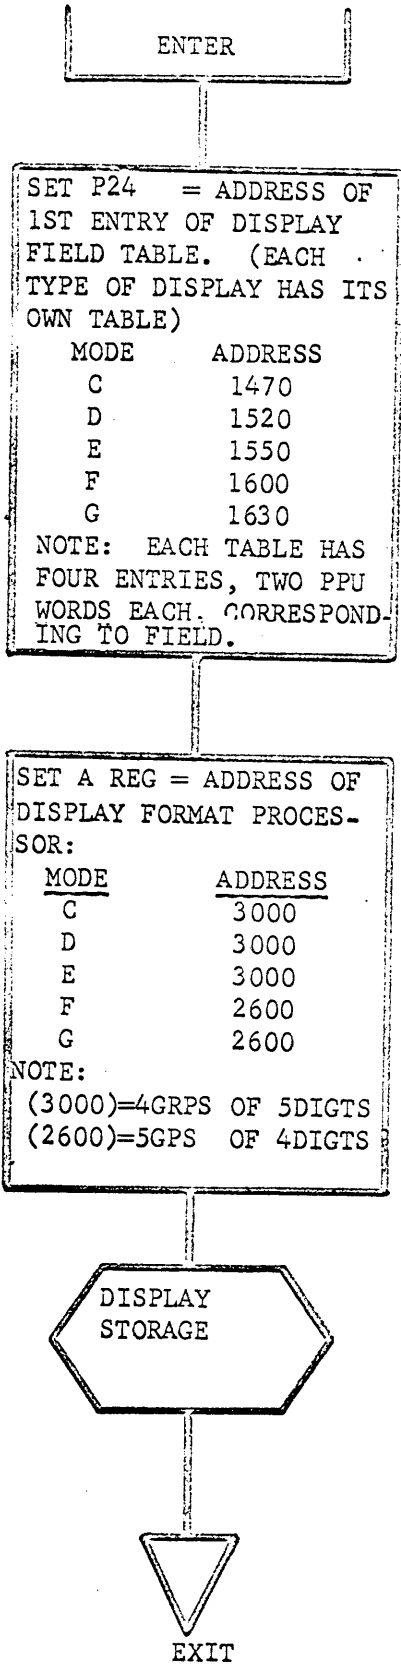 ENTER
SET P24 = ADDRESS OF
1ST ENTRY OF DISPLAY
FIELD TABLE. (EACH
TYPE OF DISPLAY HAS ITS
OWN TABLE)
MODE ADDRESS
C 1470
D 1520
E 1550
F 1600
G 1630
NOTE: EACH TABLE HAS
FOUR ENTRIES, TWO PPU
WORDS EACH, CORRESPOND-
ING TO FIELD.
SET A REG = ADDRESS OF
DISPLAY FORMAT PROCES-
SOR:
MODE ADDRESS
C 3000
D 3000
E 3000
F 2600
G 2600
NOTE:
(3000)=4GRPS OF 5DIGTS
(2600)=5GPS OF 4DIGTS
DISPLAY
STORAGE
EXIT